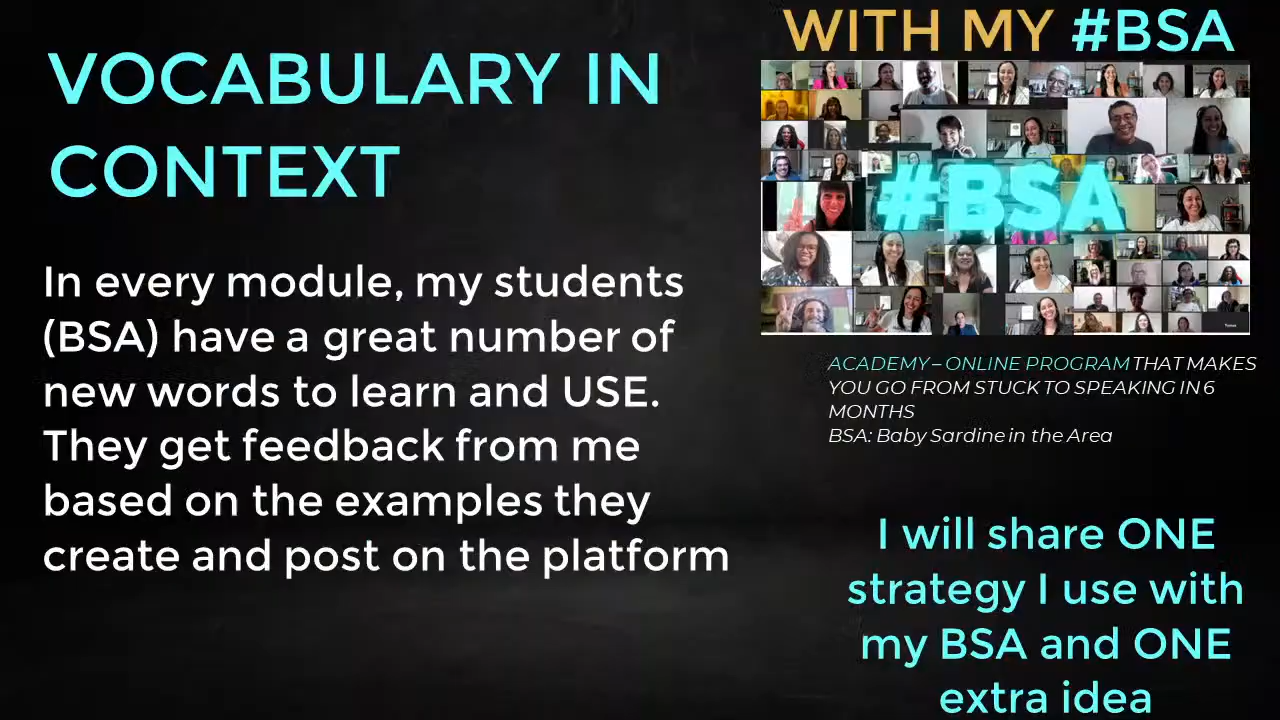 VOCABULARY IN
CONTEXT
In every module, my students
(BSA) have a great number of
new words to learn and USE.
They get feedback from me
based on the examples they
create and post on the platform
WITH MY #BSA
#BSA
ACADEMY – ONLINE PROGRAM THAT MAKES
YOU GO FROM STUCK TO SPEAKING IN 6
MONTHS
BSA: Baby Sardine in the Area
I will share ONE
strategy I use with
my BSA and ONE
extra idea